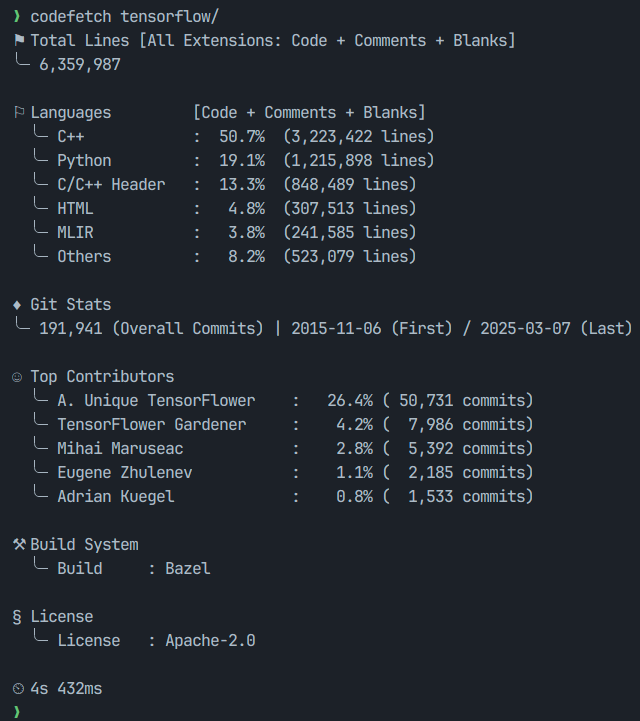 ❱ codefetch tensorflow/
⚑ Total Lines [All Extensions: Code + Comments + Blanks]
╰─ 6,359,987
⚐ Languages [Code + Comments + Blanks]
╰─ C++ : 50.7% (3,223,422 lines)
╰─ Python : 19.1% (1,215,898 lines)
╰─ C/C++ Header : 13.3% (848,489 lines)
╰─ HTML : 4.8% (307,513 lines)
╰─ MLIR : 3.8% (241,585 lines)
╰─ Others : 8.2% (523,079 lines)
♦ Git Stats
╰─ 191,941 (Overall Commits) | 2015-11-06 (First) / 2025-03-07 (Last)
☺ Top Contributors
╰─ A. Unique TensorFlower : 26.4% ( 50,731 commits)
╰─ TensorFlow Gardener : 4.2% ( 7,986 commits)
╰─ Mihai Maruseac : 2.8% ( 5,392 commits)
╰─ Eugene Zhulenev : 1.1% ( 2,185 commits)
╰─ Adrian Kuegel : 0.8% ( 1,533 commits)
⚒ Build System
╰─ Build : Bazel
§ License
╰─ License : Apache-2.0
⏲ 4s 432ms
❱